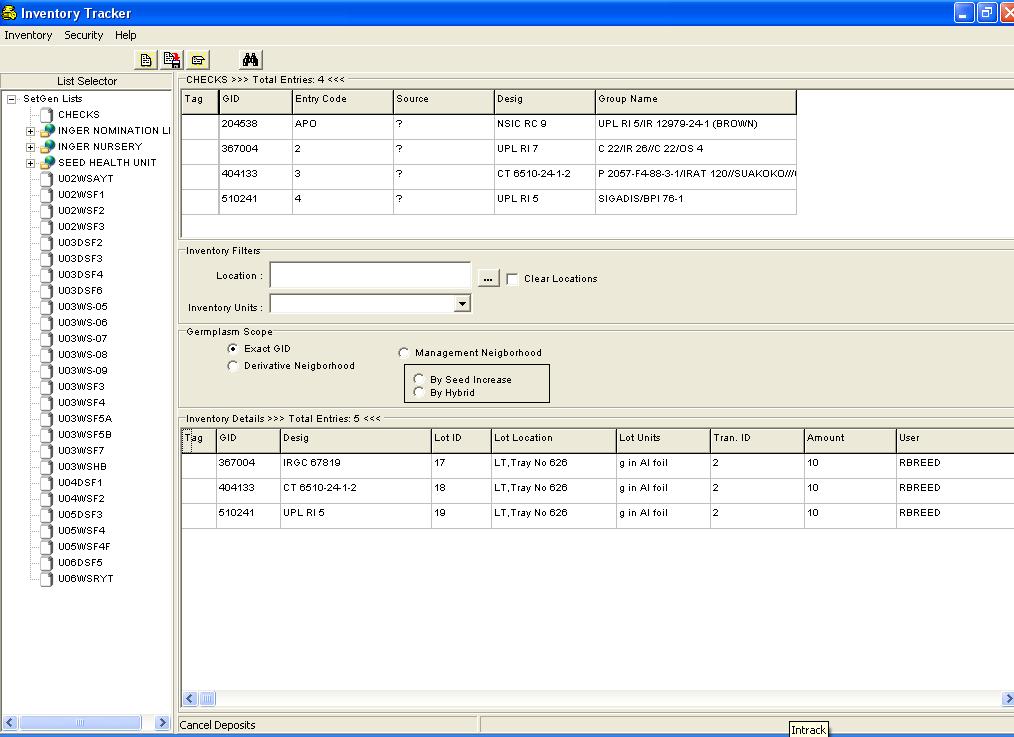 Inventory Tracker
Inventory Security Help
List Selector
SetGen Lists
CHECKS
INGER NOMINATION LI
INGER NURSERY
SEED HEALTH UNIT
U02WSAYT
U02WSF1
U02WSF2
U02WSF3
U03DSF2
U03DSF3
U03DSF4
U03DSF6
U03WS-05
U03WS-06
U03WS-07
U03WS-08
U03WS-09
U03WSF3
U03WSF4
U03WSF5A
U03WSF5B
U03WSF7
U03WSHB
U04DSF1
U04WSF2
U05DSF3
U05WSF4
U05WSF4F
U06DSF5
U06WSRYT
CHECKS >>> Total Entries: 4 <<<
Tag GID Entry Code Source Desig Group Name
204538 APO ? NSIC RC 9 UPL RI 5/IR 12979-24-1 (BROWN)
367004 2 ? UPL RI 7 C 22/IR 26//C 22/OS 4
404133 3 ? CT 6510-24-1-2 P 2057-F4-88-3-1/IRAT 120//SUAKOKO///
510241 4 ? UPL RI 5 SIGADIS/BPI 76-1
Inventory Filters
Location : ... Clear Locations
Inventory Units :
Germplasm Scope
Exact GID Management Neigborhood
Derivative Neigborhood
By Seed Increase
By Hybrid
Inventory Details >>> Total Entries: 5 <<<
Tag GID Desig Lot ID Lot Location Lot Units Tran. ID Amount User
367004 IRGC 67819 17 LT,Tray No 626 g in Al foil 2 10 RBREED
404133 CT 6510-24-1-2 18 LT,Tray No 626 g in Al foil 2 10 RBREED
510241 UPL RI 5 19 LT,Tray No 626 g in Al foil 2 10 RBREED
Cancel Deposits
Intrack